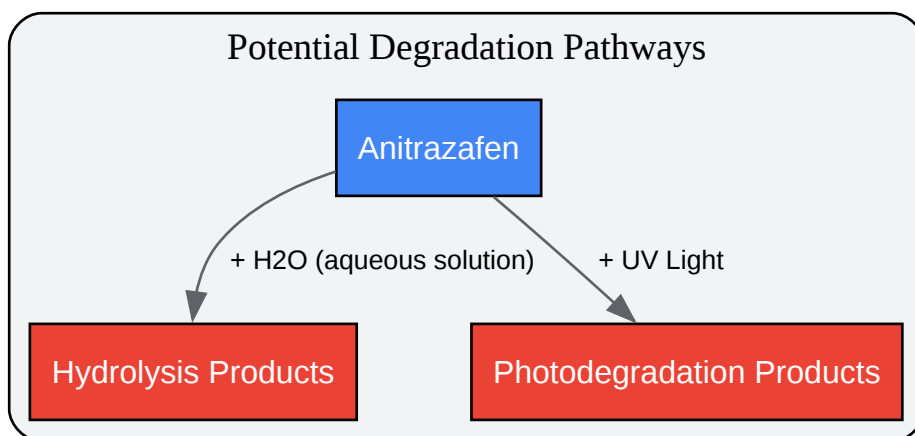 Potential Degradation Pathways
Anitrazafen
+ H2O (aqueous solution)
+ UV Light
Hydrolysis Products
Photodegradation Products